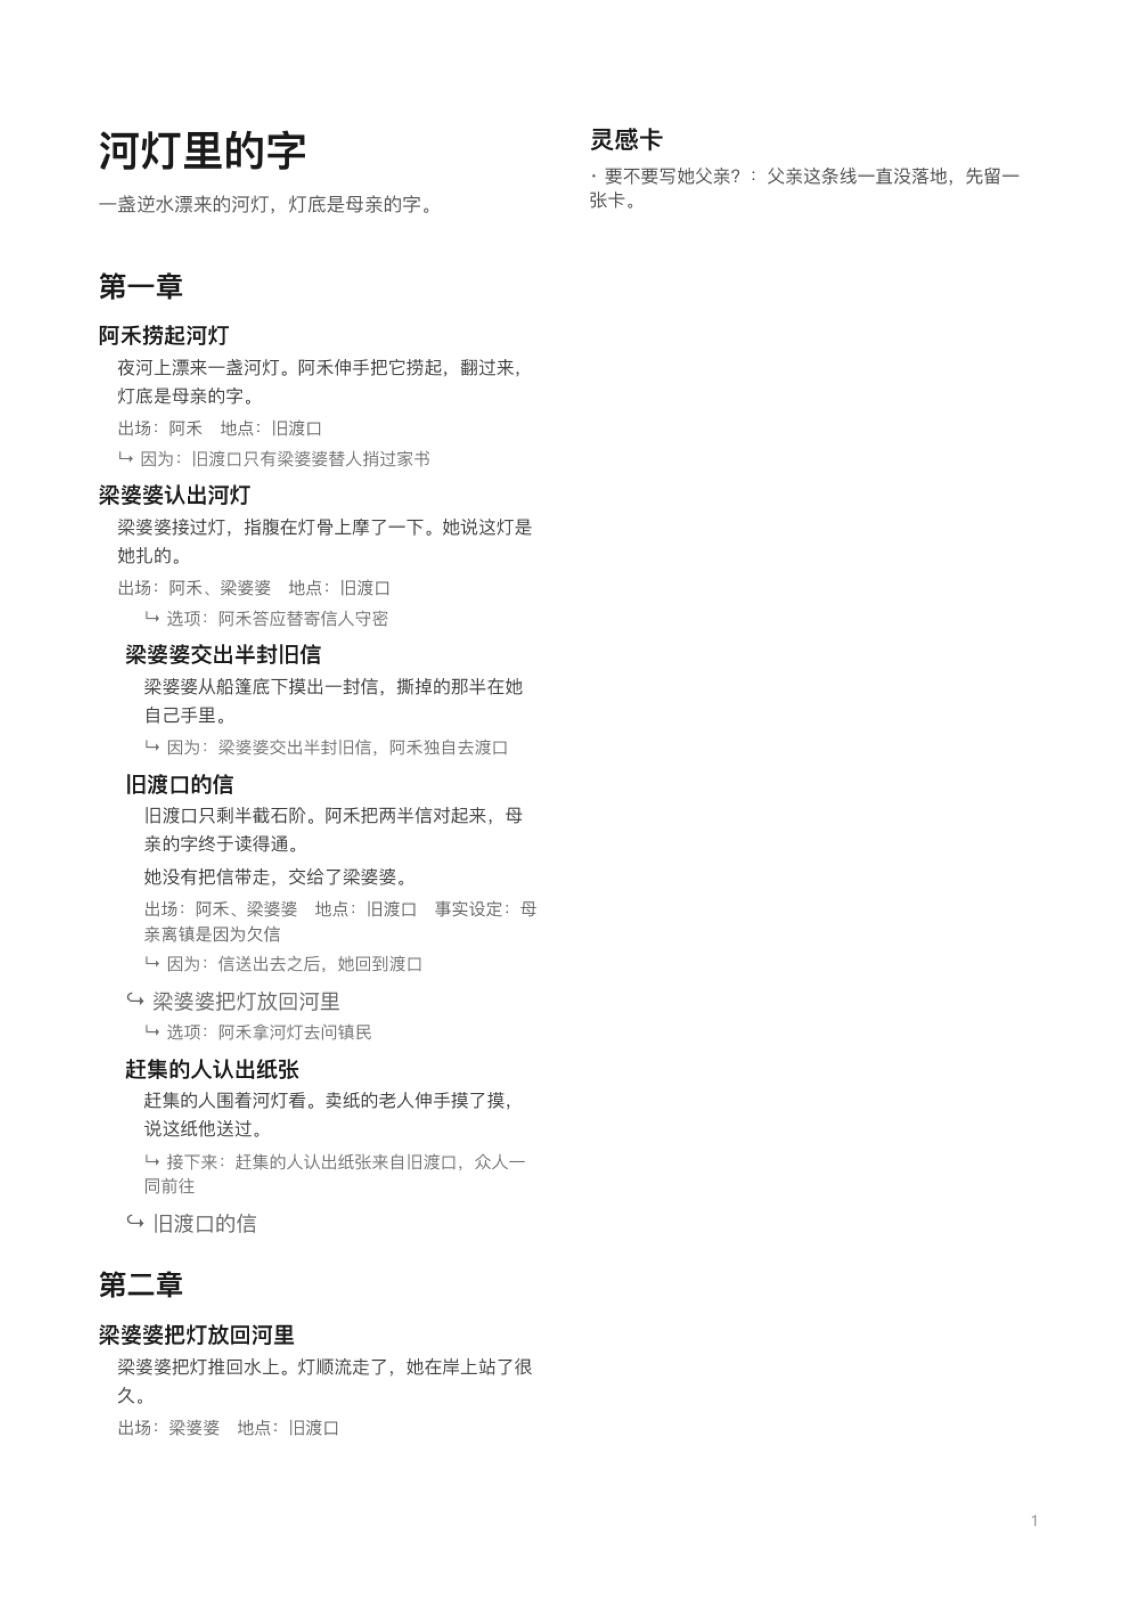 河灯里的字
一盏逆水漂来的河灯，灯底是母亲的字。
第一章
阿禾捞起河灯
夜河上漂来一盏河灯。阿禾伸手把它捞起，翻过来，
灯底是母亲的字。
出场：阿禾　地点：旧渡口
↪ 因为：旧渡口只有梁婆婆替人捎过家书
梁婆婆认出河灯
梁婆婆接过灯，指腹在灯骨上摩了一下。她说这灯是
她扎的。
出场：阿禾、梁婆婆　地点：旧渡口
↪ 选项：阿禾答应替寄信人守密
梁婆婆交出半封旧信
梁婆婆从船篷底下摸出一封信，撕掉的那半在她
自己手里。
↪ 因为：梁婆婆交出半封旧信，阿禾独自去渡口
旧渡口的信
旧渡口只剩半截石阶。阿禾把两半信对起来，母
亲的字终于读得通。
她没有把信带走，交给了梁婆婆。
出场：阿禾、梁婆婆　地点：旧渡口　事实设定：母
亲离镇是因为欠信
↪ 因为：信送出去之后，她回到渡口
↪ 梁婆婆把灯放回河里
↪ 选项：阿禾拿河灯去问镇民
赶集的人认出纸张
赶集的人围着河灯看。卖纸的老人伸手摸了摸，
说这纸他送过。
↪ 接下来：赶集的人认出纸张来自旧渡口，众人一
同前往
↪ 旧渡口的信
第二章
梁婆婆把灯放回河里
梁婆婆把灯推回水上。灯顺流走了，她在岸上站了很
久。
出场：梁婆婆　地点：旧渡口
灵感卡
· 要不要写她父亲？：父亲这条线一直没落地，先留一
张卡。
1